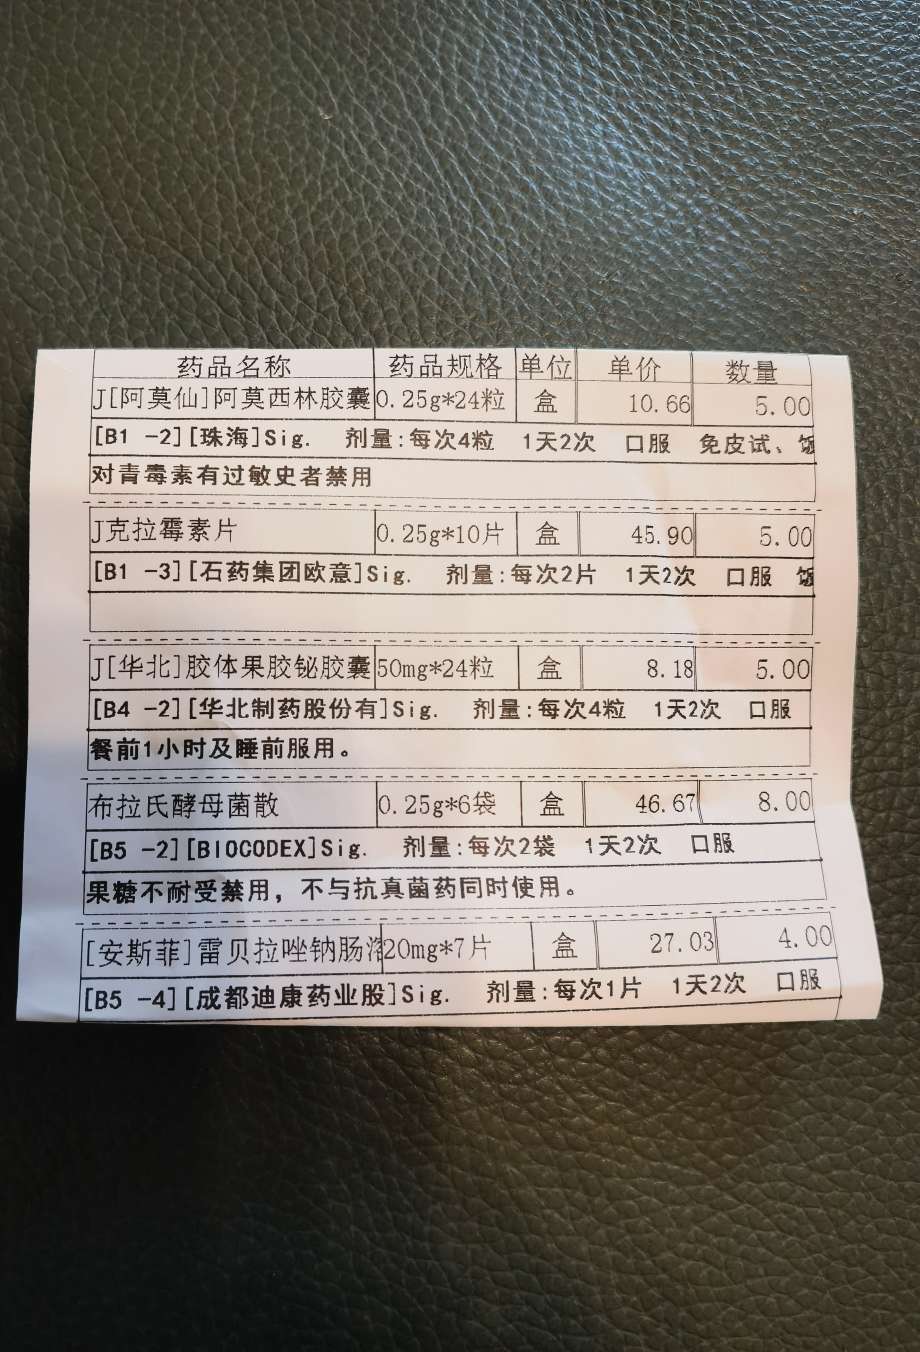 药品名称 药品规格 单位 单价 数量
J[阿莫仙]阿莫西林胶囊 0.25g*24粒 盒 10.66 5.00
[B1 -2][珠海]Sig. 剂量:每次4粒 1天2次 口服 免皮试、饭
对青霉素有过敏史者禁用
J克拉霉素片 0.25g*10片 盒 45.90 5.00
[B1 -3][石药集团欧意]Sig. 剂量:每次2片 1天2次 口服 饭
J[华北]胶体果胶铋胶囊 50mg*24粒 盒 8.18 5.00
[B4 -2][华北制药股份有]Sig. 剂量:每次4粒 1天2次 口服
餐前1小时及睡前服用。
布拉氏酵母菌散 0.25g*6袋 盒 46.67 8.00
[B5 -2][BIOCODEX]Sig. 剂量:每次2袋 1天2次 口服
果糖不耐受禁用，不与抗真菌药同时使用。
[安斯菲]雷贝拉唑钠肠溶 20mg*7片 盒 27.03 4.00
[B5 -4][成都迪康药业股]Sig. 剂量:每次1片 1天2次 口服